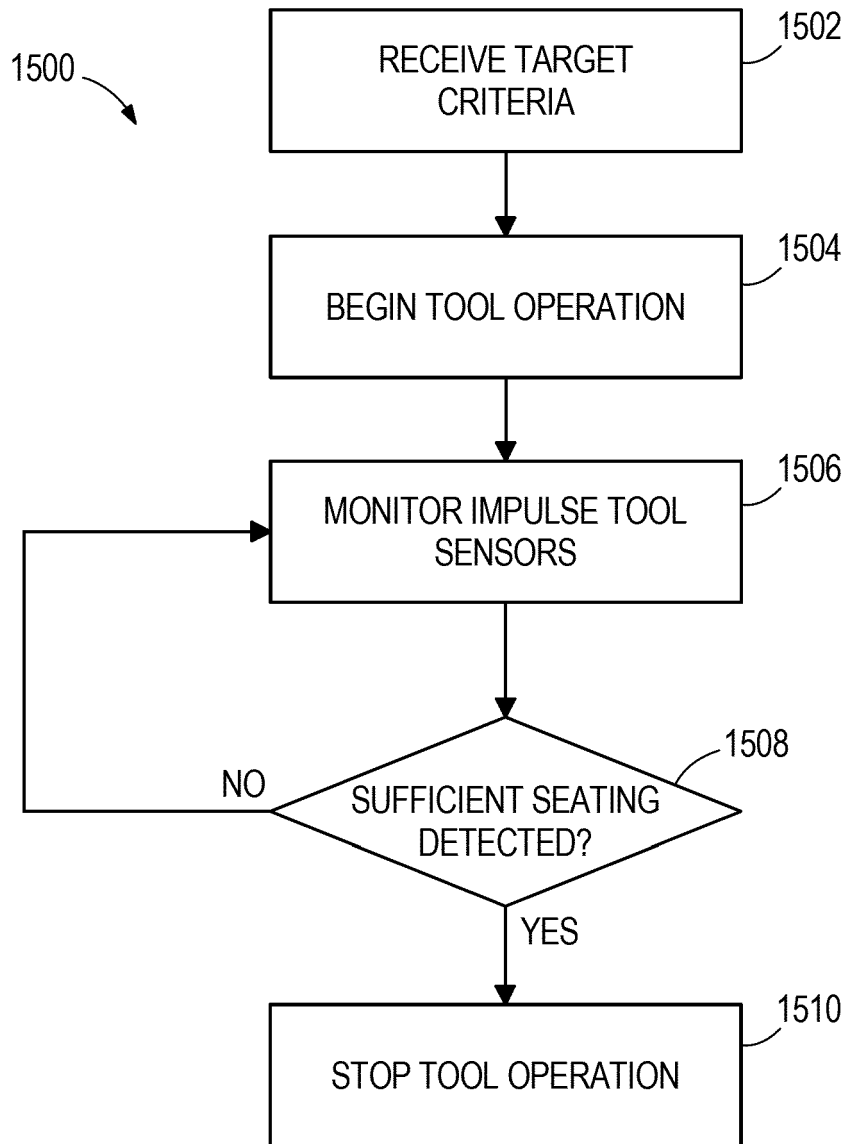 1500
1502
RECEIVE TARGET
CRITERIA
1504
BEGIN TOOL OPERATION
1506
MONITOR IMPULSE TOOL
SENSORS
1508
NO
SUFFICIENT SEATING
DETECTED?
YES
1510
STOP TOOL OPERATION